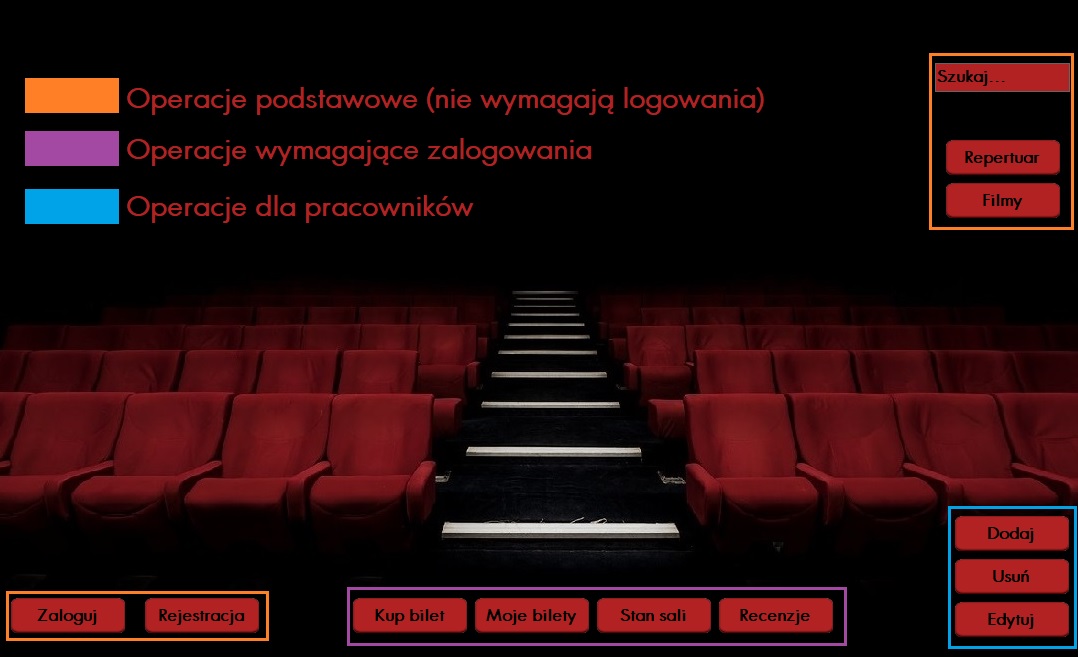 Operacje podstawowe (nie wymagają logowania)
Operacje wymagające zalogowania
Operacje dla pracowników
Szukaj...
Repertuar
Filmy
Dodaj
Usuń
Edytuj
Zaloguj
Rejestracja
Kup bilet
Moje bilety
Stan sali
Recenzje